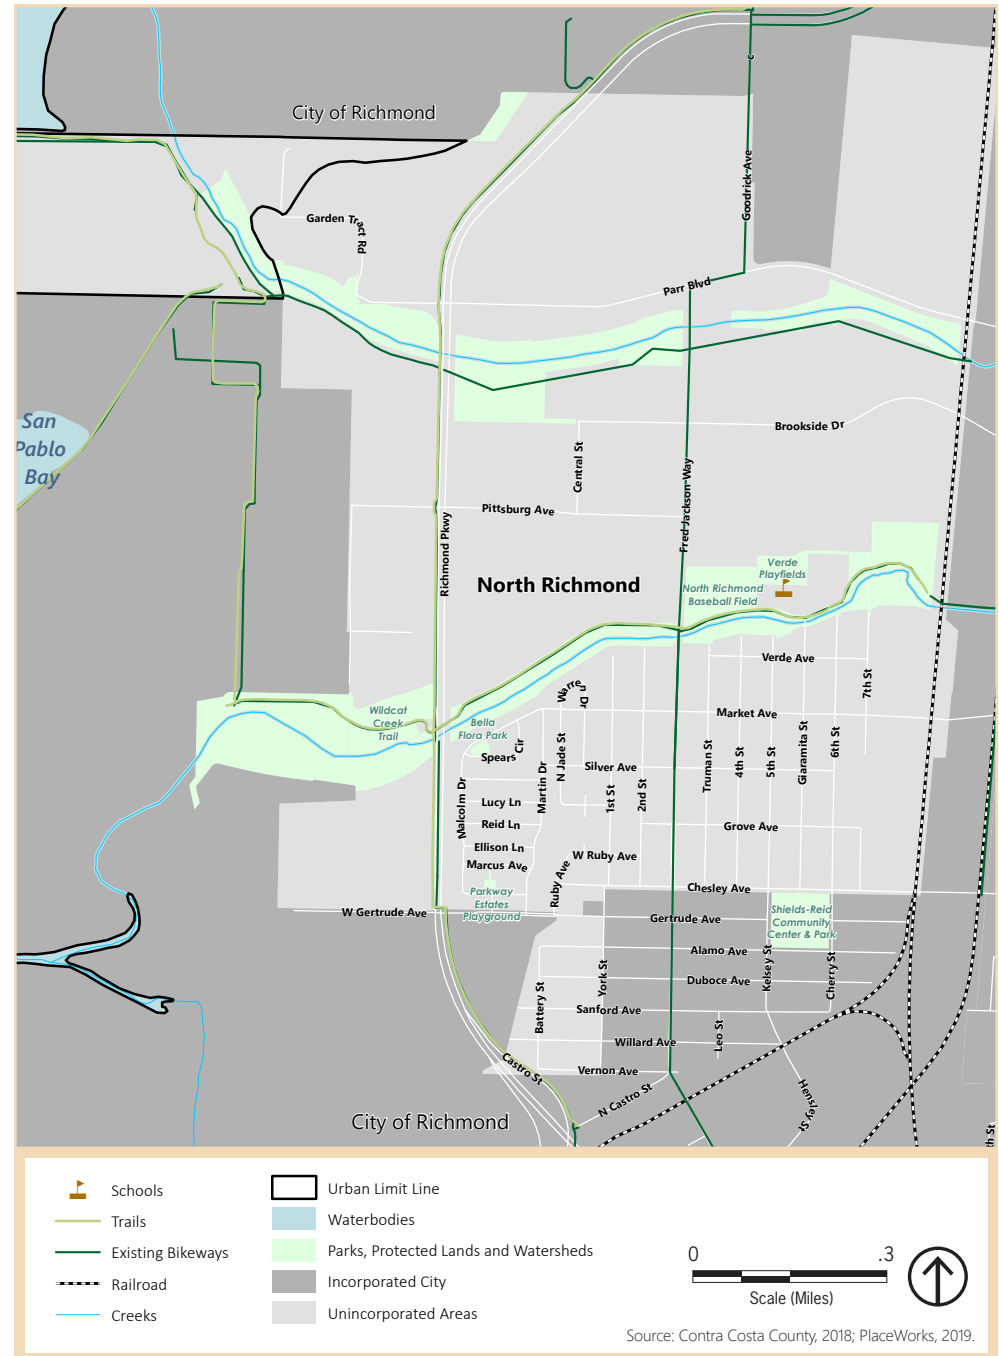 City of Richmond
Goodrick Ave
Garden Tract Rd
Parr Blvd
San
Pablo
Bay
Brookside Dr
Central St
Pittsburg Ave
Fred Jackson Way
Richmond Pkwy
North Richmond
Verde
Playfields
North Richmond
Baseball Field
Verde Ave
7th St
Warren Dr
Wildcat
Creek
Trail
Bella
Flora Park
Market Ave
Spears Cir
N Jade St
Silver Ave
Truman St
4th St
5th St
Giaramita St
6th St
Malcolm Dr
Martin Dr
1st St
2nd St
Lucy Ln
Reid Ln
Grove Ave
Ellison Ln
Marcus Ave
W Ruby Ave
Ruby Ave
Chesley Ave
Parkway
Estates
Playground
W Gertrude Ave
Gertrude Ave
Shields-Reid
Community
Center & Park
Alamo Ave
Kelsey St
Cherry St
York St
Duboce Ave
Battery St
Sanford Ave
Leo St
Willard Ave
Castro St
Vernon Ave
N Castro St
Hensley St
City of Richmond
th St
Schools
Trails
Existing Bikeways
Railroad
Creeks
Urban Limit Line
Waterbodies
Parks, Protected Lands and Watersheds
Incorporated City
Unincorporated Areas
0 .3
Scale (Miles)
Source: Contra Costa County, 2018; PlaceWorks, 2019.